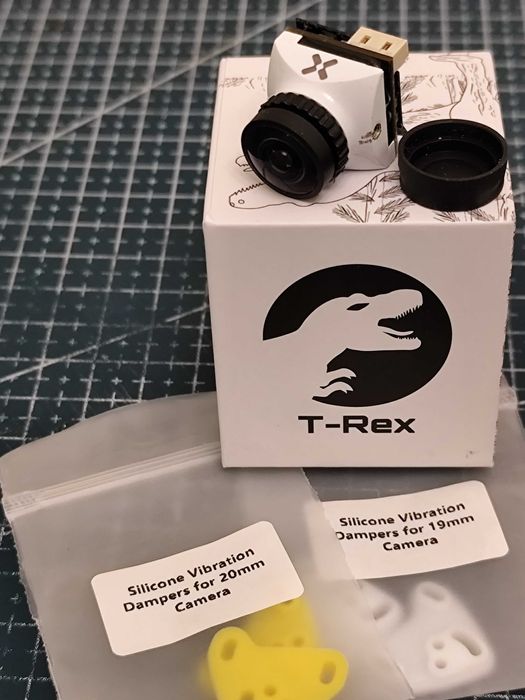 T-Rex
Silicone Vibration
Dampers for 20mm
Camera
Silicone Vibration
Dampers for 19mm
Camera